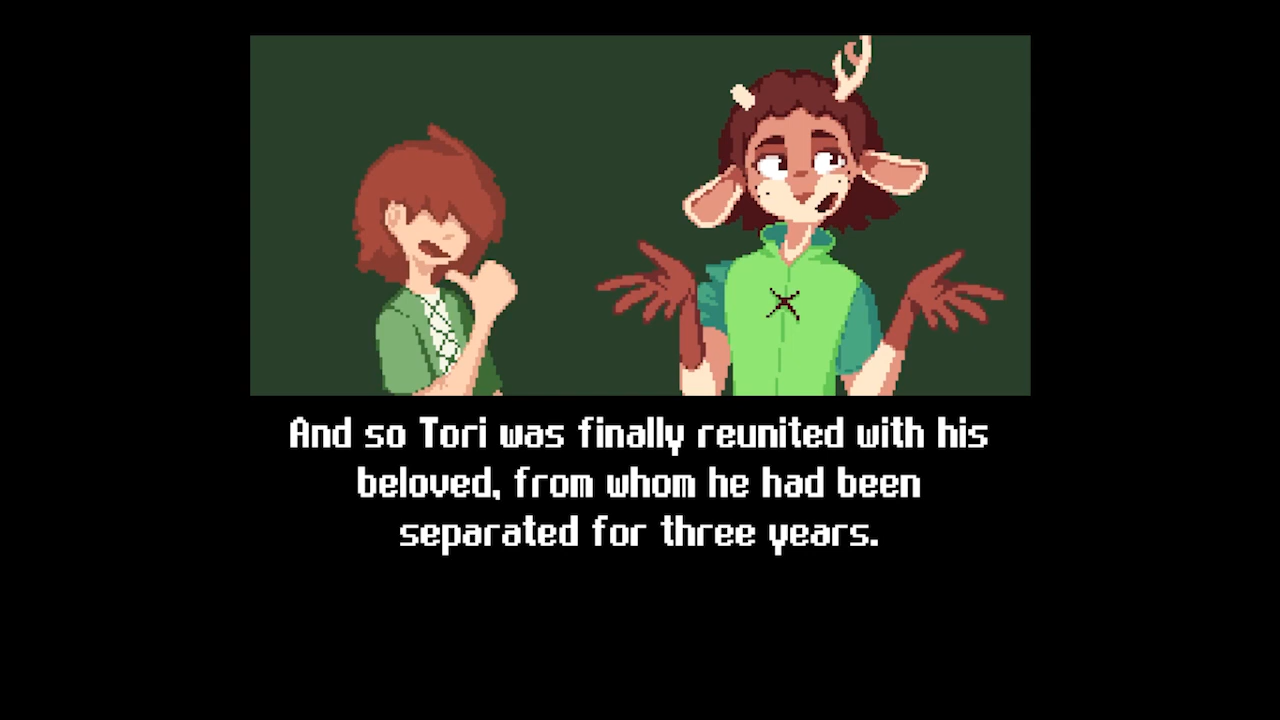 And so Tori was finally reunited with his
beloved, from whom he had been
separated for three years.